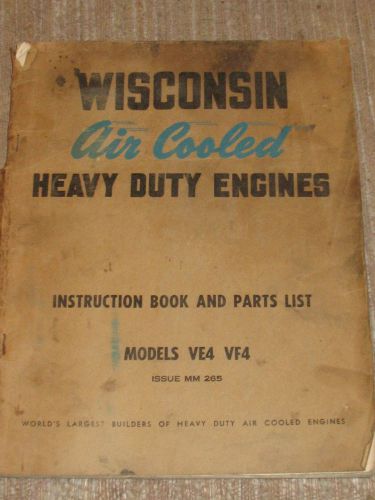 WISCONSIN
Air Cooled
HEAVY DUTY ENGINES
INSTRUCTION BOOK AND PARTS LIST
MODELS VE4 VF4
ISSUE MM 265
WORLD'S LARGEST BUILDERS OF HEAVY DUTY AIR COOLED ENGINES